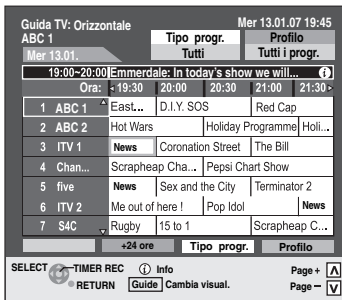 Guida TV: Orizzontale Mer 13.01.07 19:45
ABC 1 Tipo progr. Profilo
Mer 13.01. Tutti Tutti i progr.
19:00~20:00 Emmerdale: In today's show we will... i
Ora: 19:30 20:00 20:30 21:00 21:30
1 ABC 1 East... D.I.Y. SOS Red Cap
2 ABC 2 Hot Wars Holiday Programme Holi...
3 ITV 1 News Coronation Street The Bill
4 Chan... Scrapheap Cha... Pepsi Chart Show
5 five News Sex and the City Terminator 2
6 ITV 2 Me out of here ! Pop Idol News
7 S4C Rugby 15 to 1 Scrapheap C...
+24 ore Tipo progr. Profilo
SELECT TIMER REC i Info Page +
RETURN Guide Cambia visual. Page −